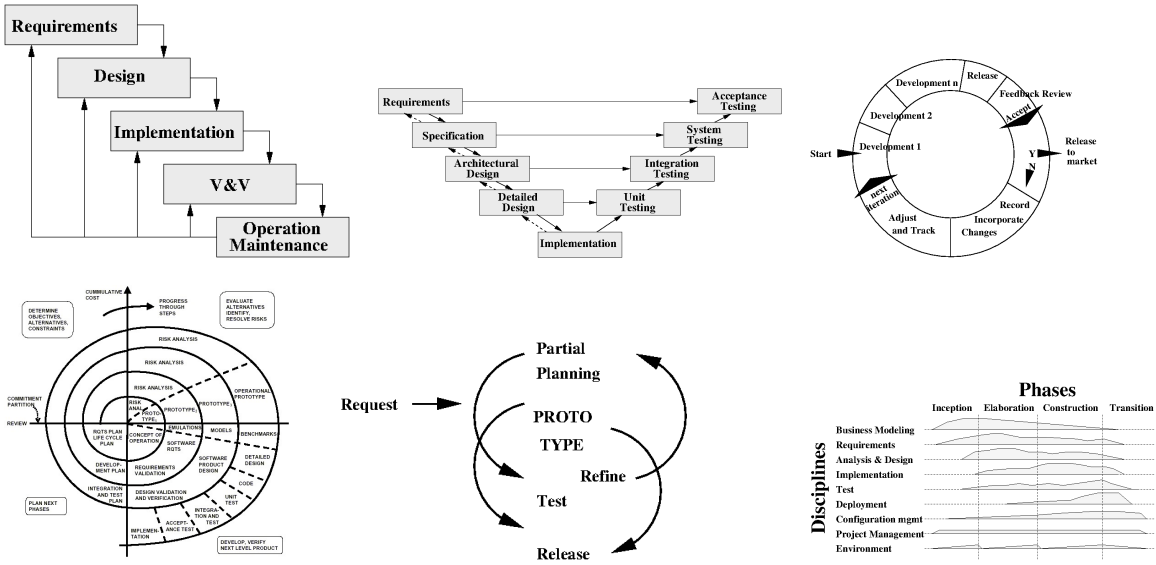 Requirements
Design
Implementation
V&V
Operation
Maintenance
Requirements
Acceptance
Testing
Specification
System
Testing
Architectural
Design
Integration
Testing
Detailed
Design
Unit
Testing
Implementation
Release
Development n
Feedback Review
Accept
Development 2
Development 1
Start
Y
N
Release
to
market
next
iteration
Record
Incorporate
Changes
Adjust
and Track
CUMMULATIVE
COST
PROGRESS
THROUGH
STEPS
DETERMINE
OBJECTIVES,
ALTERNATIVES,
CONSTRAINTS
EVALUATE
ALTERNATIVES
IDENTIFY,
RESOLVE RISKS
RISK ANALYSIS
RISK ANALYSIS
RISK ANALYSIS
RISK
ANAL.
COMMITMENT
PARTITION
REVIEW
PROTO-
TYPE₁
PROTOTYPE₂
PROTOTYPE₃
OPERATIONAL
PROTOTYPE
RQTS PLAN
LIFE CYCLE
PLAN
CONCEPT OF
OPERATION
EMULATIONS
MODELS
BENCHMARKS
SOFTWARE
RQTS
SOFTWARE
PRODUCT
DESIGN
DETAILED
DESIGN
DEVELOP-
MENT PLAN
REQUIREMENTS
VALIDATION
CODE
INTEGRATION
AND TEST
PLAN
DESIGN VALIDATION
AND VERIFICATION
UNIT
TEST
INTEGRA-
TION AND
TEST
ACCEPT-
ANCE TEST
IMPLEMEN-
TATION
PLAN NEXT
PHASES
DEVELOP, VERIFY
NEXT LEVEL PRODUCT
Request
Partial
Planning
PROTO
TYPE
Refine
Test
Release
Phases
Inception
Elaboration
Construction
Transition
Disciplines
Business Modeling
Requirements
Analysis & Design
Implementation
Test
Deployment
Configuration mgmt
Project Management
Environment